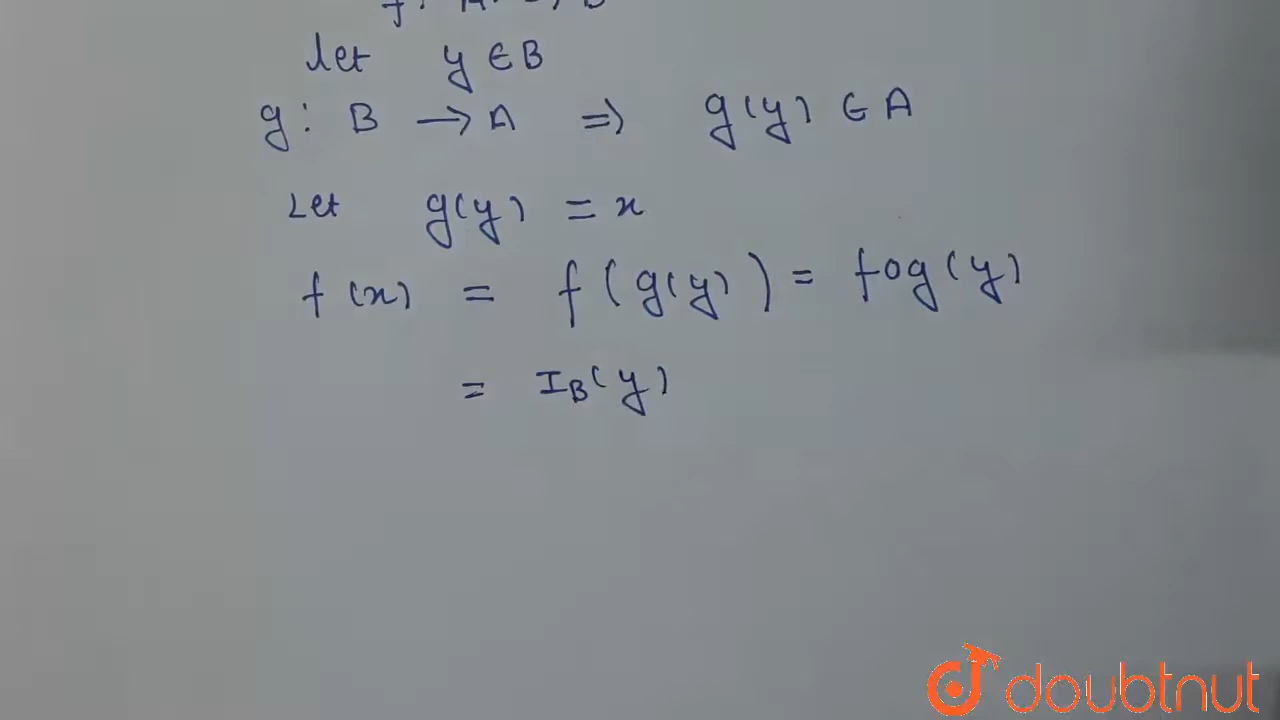 let y ∈ B
g : B → A ⇒ g(y) ∈ A
Let g(y) = x
f(x) = f(g(y)) = fog(y)
= I_B(y)
doubtnut